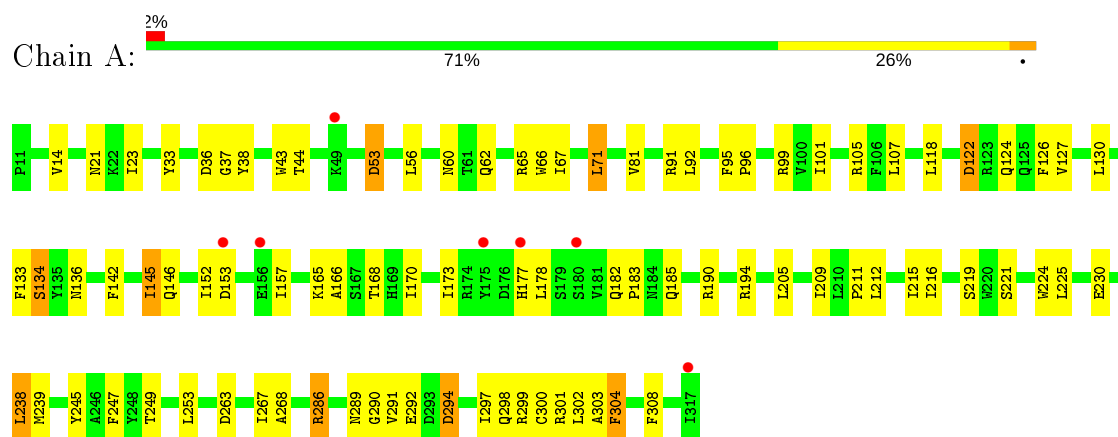 2%
Chain A:
71% 26% •
P11 V14 N21 K22 I23 Y33 D36 G37 Y38 W43 T44 K49 D53 L56 N60 T61 Q62 R65 W66 I67 L71 V81 R91 L92 F95 P96 R99 V100 I101 R105 F106 L107 L118 D122 R123 Q124 Q125 F126 V127 L130
F133 S134 Y135 N136 F142 I145 Q146 I152 D153 E156 I157 K165 A166 S167 T168 H169 I170 I173 R174 Y175 D176 H177 L178 S179 S180 V181 Q182 P183 N184 Q185 R190 R194 L205 I209 L210 P211 L212 I215 I216 S219 W220 S221 W224 L225 E230
L238 M239 Y245 A246 F247 Y248 T249 L253 D263 I267 A268 R286 N289 G290 V291 E292 D293 D294 I297 Q298 R299 C300 R301 L302 A303 F304 F308 I317